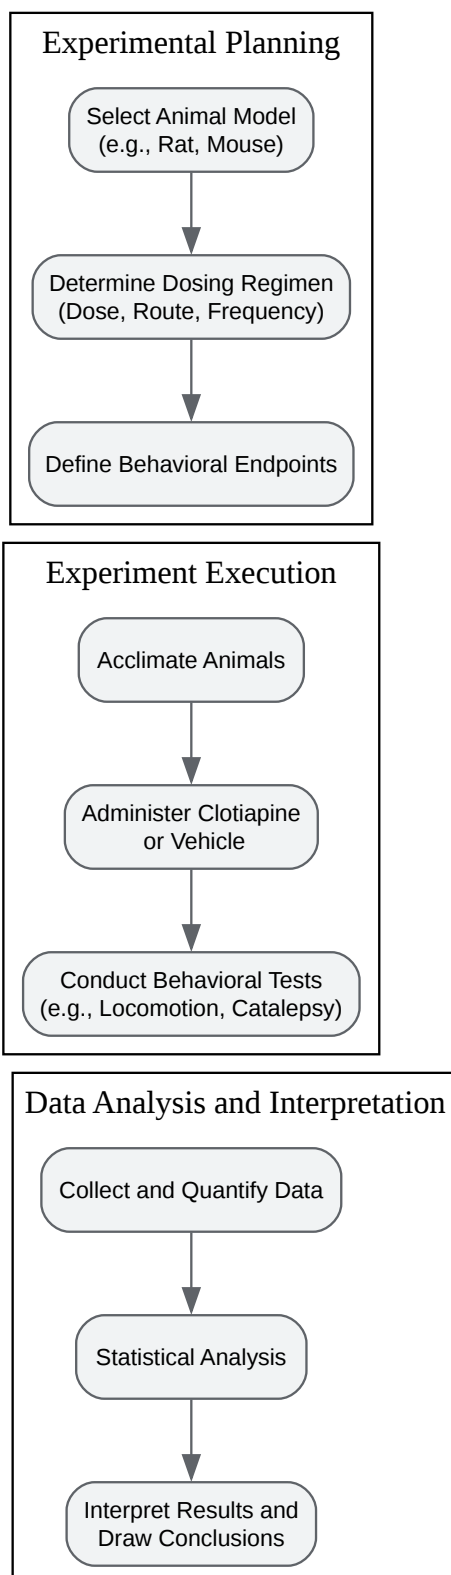 Experimental Planning
Select Animal Model
(e.g., Rat, Mouse)
Determine Dosing Regimen
(Dose, Route, Frequency)
Define Behavioral Endpoints
Experiment Execution
Acclimate Animals
Administer Clotiapine
or Vehicle
Conduct Behavioral Tests
(e.g., Locomotion, Catalepsy)
Data Analysis and Interpretation
Collect and Quantify Data
Statistical Analysis
Interpret Results and
Draw Conclusions